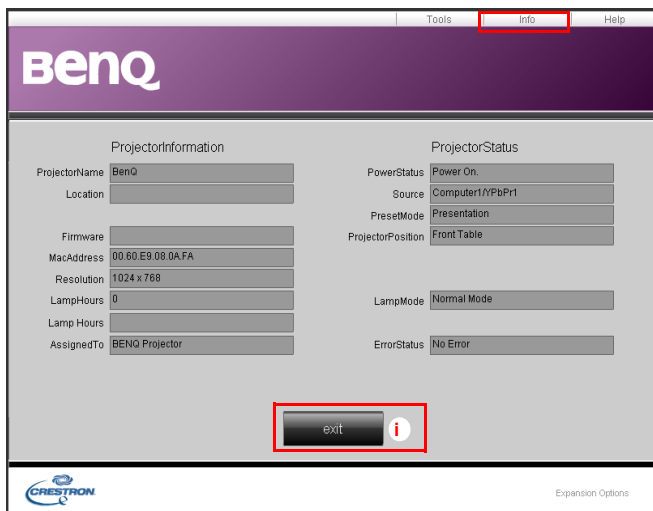 Tools Info Help
BenQ
ProjectorInformation
ProjectorName BenQ
Location
Firmware
MacAddress 00.60.E9.08.0A.FA
Resolution 1024 x 768
LampHours 0
Lamp Hours
AssignedTo BENQ Projector
ProjectorStatus
PowerStatus Power On.
Source Computer1/YPbPr1
PresetMode Presentation
ProjectorPosition Front Table
LampMode Normal Mode
ErrorStatus No Error
exit i
CRESTRON
Expansion Options